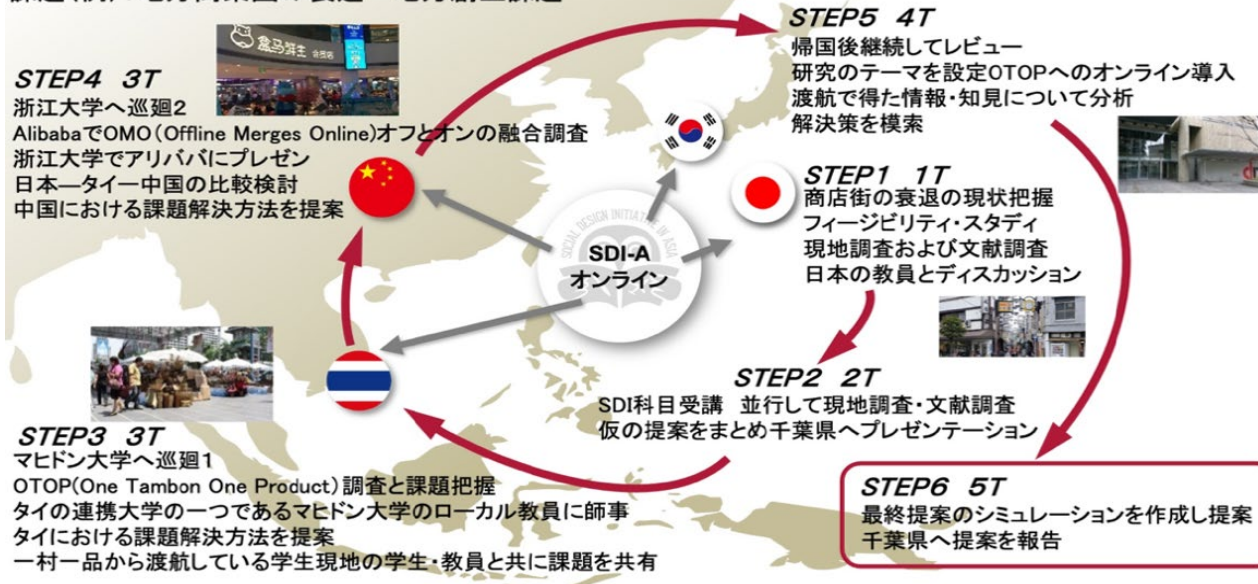 STEP5 4T
帰国後継続してレビュー
研究のテーマを設定OTOPへのオンライン導入
渡航で得た情報・知見について分析
解決策を模索
盒马鲜生
STEP4 3T
浙江大学へ巡廻2
AlibabaでOMO(Offline Merges Online)オフとオンの融合調査
浙江大学でアリババにプレゼン
日本―タイー中国の比較検討
中国における課題解決方法を提案
STEP1 1T
商店街の衰退の現状把握
フィージビリティ・スタディ
現地調査および文献調査
日本の教員とディスカッション
SOCIAL DESIGN INITIATIVE IN ASIA
SDI-A
オンライン
STEP2 2T
SDI科目受講 並行して現地調査・文献調査
仮の提案をまとめ千葉県へプレゼンテーション
STEP3 3T
マヒドン大学へ巡廻1
OTOP(One Tambon One Product)調査と課題把握
タイの連携大学の一つであるマヒドン大学のローカル教員に師事
タイにおける課題解決方法を提案
一村一品から渡航している学生現地の学生・教員と共に課題を共有
STEP6 5T
最終提案のシミュレーションを作成し提案
千葉県へ提案を報告